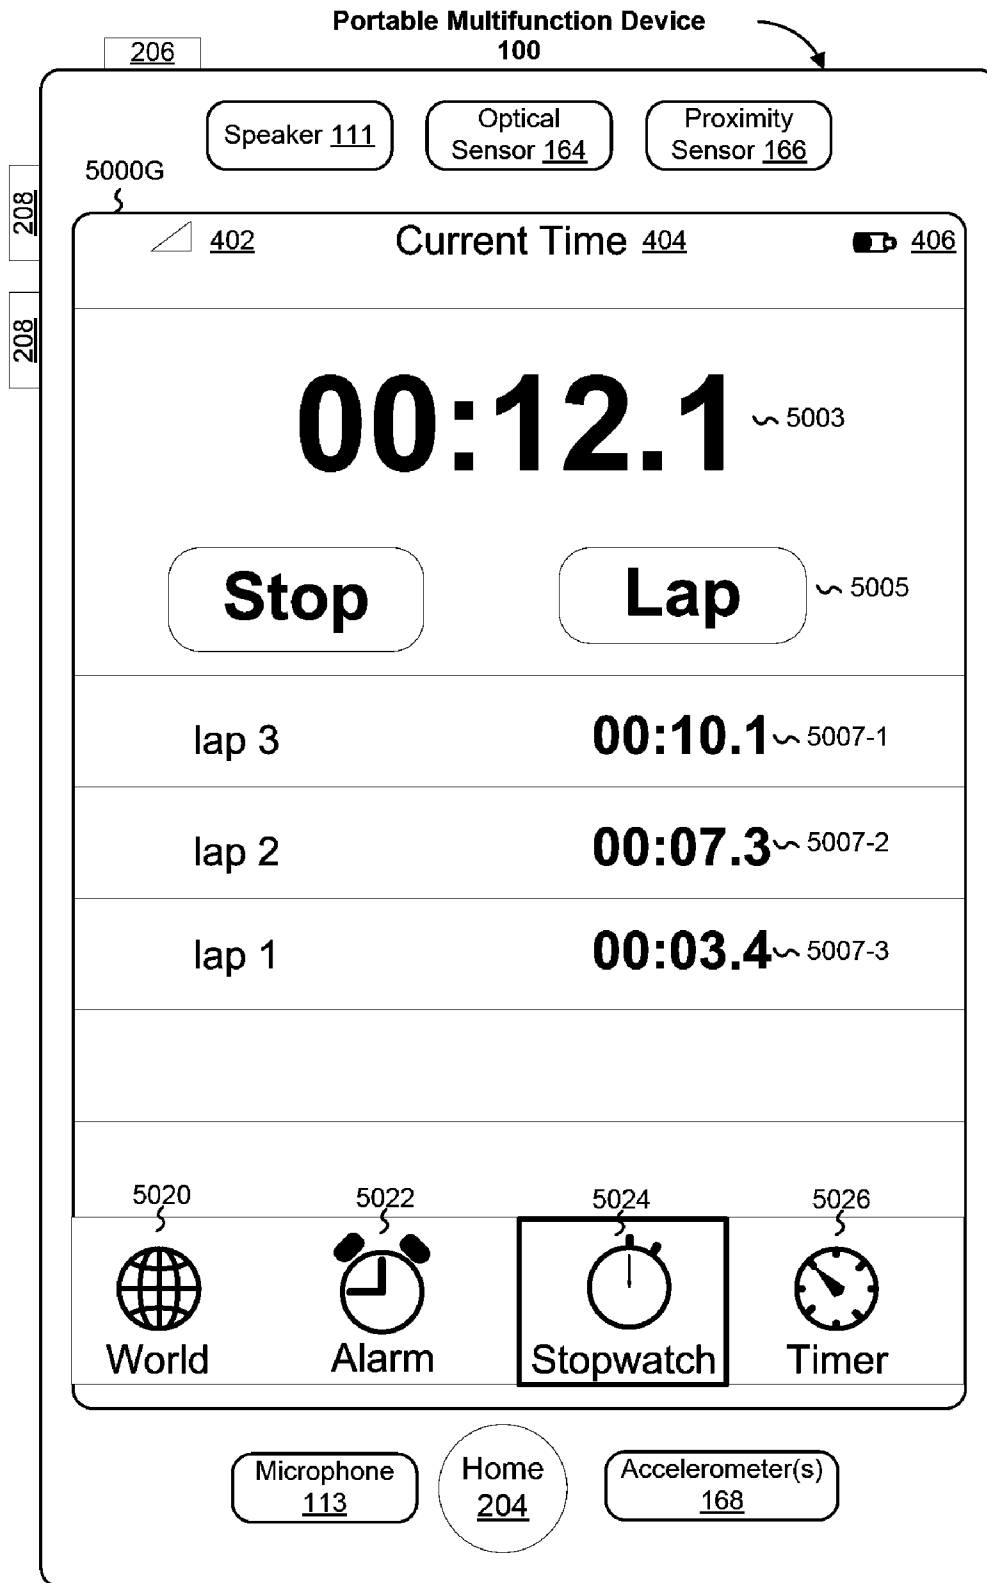 Portable Multifunction Device
100
206
Speaker 111
Optical
Sensor 164
Proximity
Sensor 166
5000G
208
208
402
Current Time 404
406
00:12.1
5003
Stop
Lap
5005
lap 3
00:10.1
5007-1
lap 2
00:07.3
5007-2
lap 1
00:03.4
5007-3
5020
5022
5024
5026
World
Alarm
Stopwatch
Timer
Microphone
113
Home
204
Accelerometer(s)
168